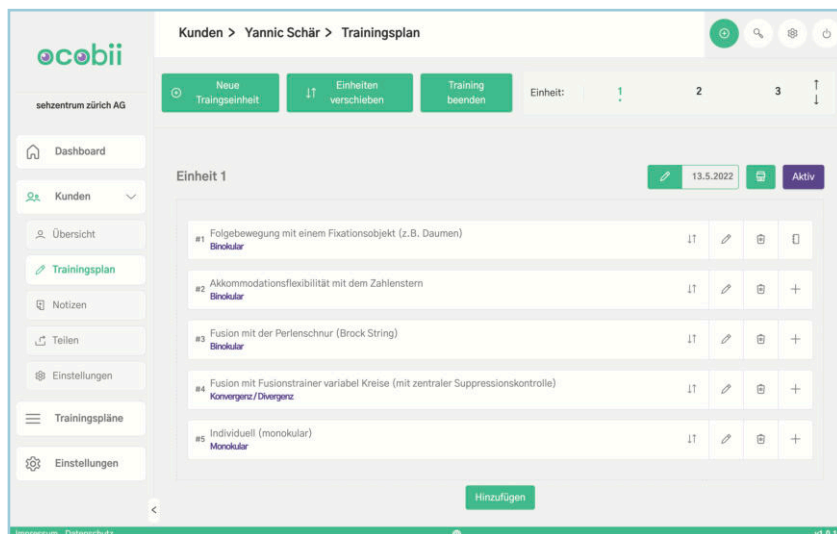 ocobii
sehzentrum zürich AG
Dashboard
Kunden
Übersicht
Trainingsplan
Notizen
Teilen
Einstellungen
Trainingspläne
Einstellungen
Kunden > Yannic Schär > Trainingsplan
Neue
Traingseinheit
Einheiten
verschieben
Training
beenden
Einheit: 1 2 3
Einheit 1
13.5.2022
Aktiv
#1 Folgebewegung mit einem Fixationsobjekt (z.B. Daumen)
Binokular
#2 Akkommodationsflexibilität mit dem Zahlenstern
Binokular
#3 Fusion mit der Perlenschnur (Brock String)
Binokular
#4 Fusion mit Fusionstrainer variabel Kreise (mit zentraler Suppressionskontrolle)
Konvergenz / Divergenz
#5 Individuell (monokular)
Monokular
Hinzufügen
Impressum Datenschutz